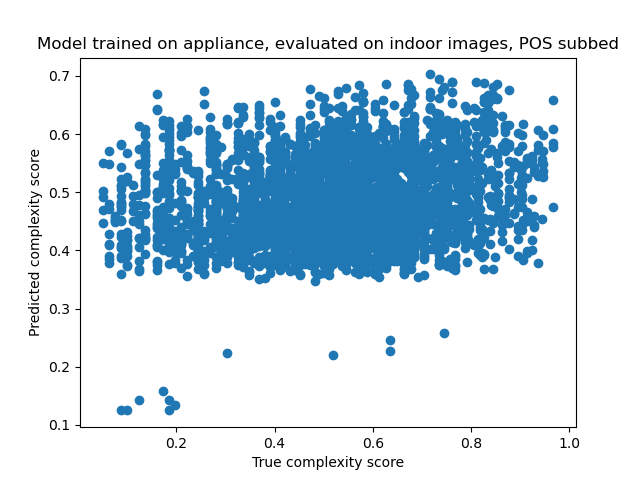 Model trained on appliance, evaluated on indoor images, POS subbed
0.7
0.6
0.5
0.4
0.3
0.2
0.1
Predicted complexity score
0.2 0.4 0.6 0.8 1.0
True complexity score